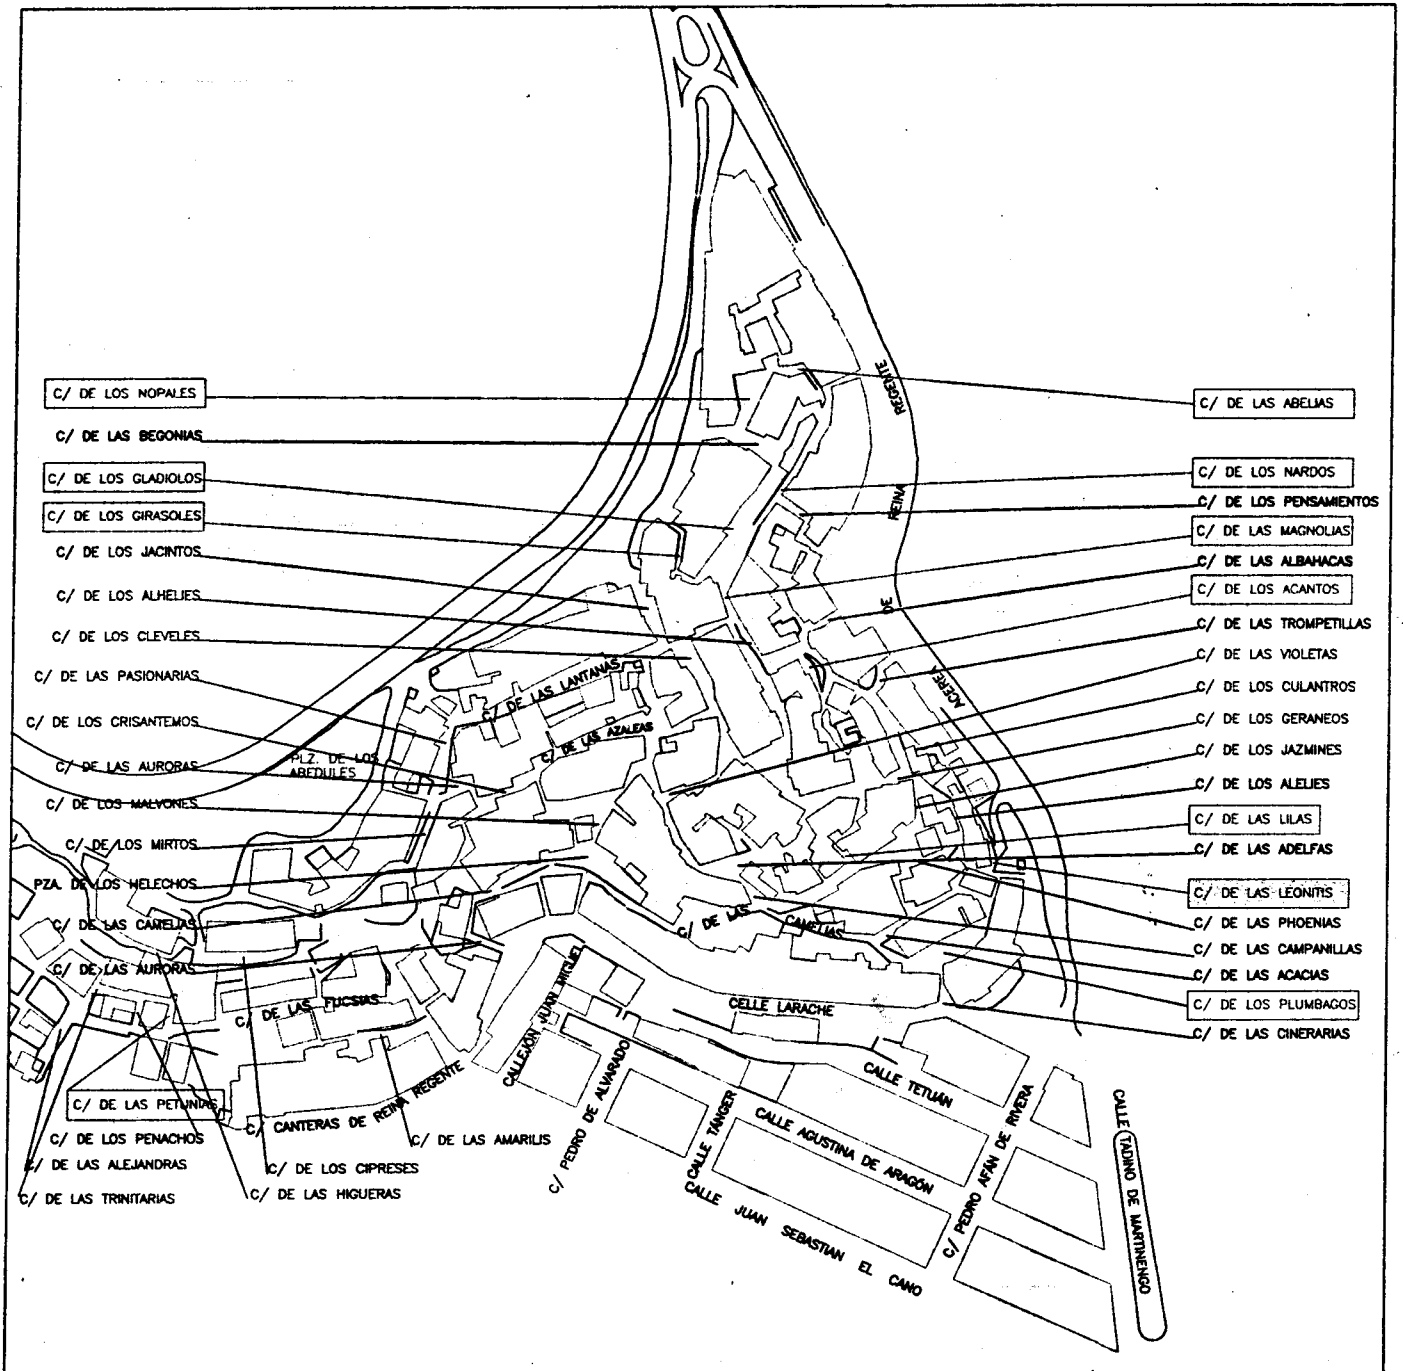 C/ DE LOS NOPALES
C/ DE LAS BEGONIAS
C/ DE LOS GLADIOLOS
C/ DE LOS GIRASOLES
C/ DE LOS JACINTOS
C/ DE LOS ALHELIES
C/ DE LOS CLEVELES
C/ DE LAS PASIONARIAS
C/ DE LOS CRISANTEMOS
C/ DE LAS AURORAS
C/ DE LOS MALVONES
C/ DE LOS MIRTOS
PZA. DE LOS HELECHOS
C/ DE LAS CAMELIAS
C/ DE LAS AURORAS
C/ DE LAS PETUNIAS
C/ DE LOS PENACHOS
C/ DE LAS ALEJANDRAS
C/ DE LAS TRINITARIAS
C/ DE LOS CIPRESES
C/ DE LAS HIGUERAS
C/ DE LAS AMARILIS
C/ DE LAS LANTANAS
C/ DE LAS AZALEAS
PLZ. DE LOS
ABEDULES
C/ DE LAS FUCSIAS
C/ CANTERAS DE REINA REGENTE
CALLEJÓN JUAN MIGUEL
C/ DE LAS CAMELIAS
CELLE LARACHE
C/ PEDRO DE ALVARADO
CALLE TÁNGER
CALLE TETUÁN
CALLE AGUSTINA DE ARAGÓN
CALLE JUAN SEBASTIAN EL CANO
C/ PEDRO AFÁN DE RIVERA
CALLE TADINO DE MARTINENGO
ACEREA DE REINA REGENTE
C/ DE LAS ABELIAS
C/ DE LOS NARDOS
C/ DE LOS PENSAMIENTOS
C/ DE LAS MAGNOLIAS
C/ DE LAS ALBAHACAS
C/ DE LOS ACANTOS
C/ DE LAS TROMPETILLAS
C/ DE LAS VIOLETAS
C/ DE LOS CULANTROS
C/ DE LOS GERANEOS
C/ DE LOS JAZMINES
C/ DE LOS ALELIES
C/ DE LAS LILAS
C/ DE LAS ADELFAS
C/ DE LAS LEONITIS
C/ DE LAS PHOENIAS
C/ DE LAS CAMPANILLAS
C/ DE LAS ACACIAS
C/ DE LOS PLUMBAGOS
C/ DE LAS CINERARIAS